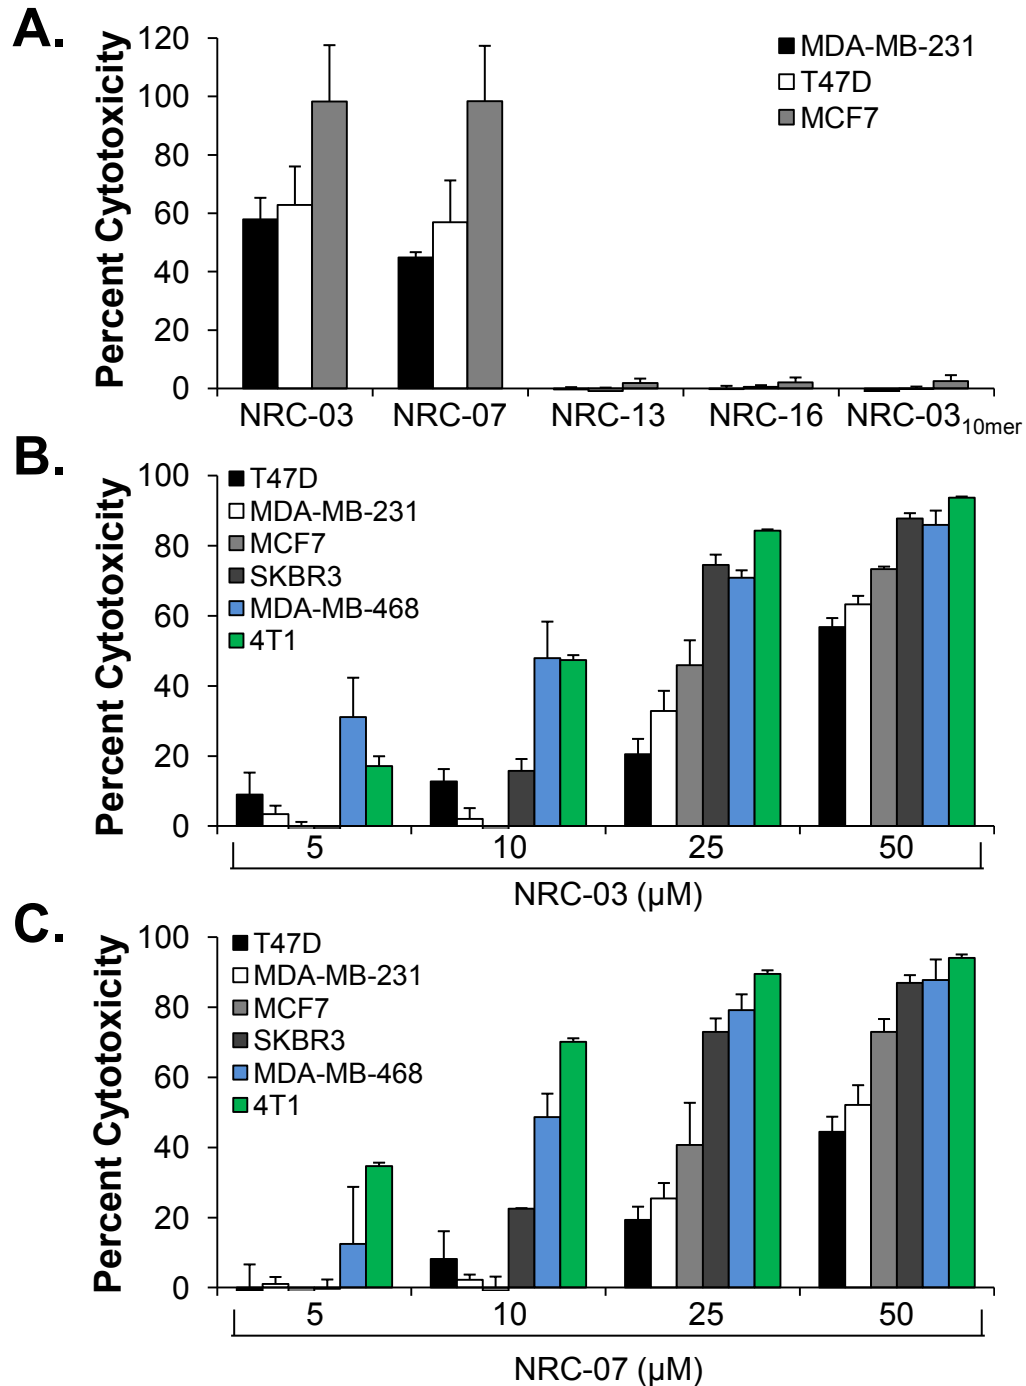 A.
Percent Cytotoxicity
120
100
80
60
40
20
0
MDA-MB-231
T47D
MCF7
NRC-03 NRC-07 NRC-13 NRC-16 NRC-03₁₀mer
B.
Percent Cytotoxicity
100
80
60
40
20
0
T47D
MDA-MB-231
MCF7
SKBR3
MDA-MB-468
4T1
5 10 25 50
NRC-03 (µM)
C.
Percent Cytotoxicity
100
80
60
40
20
0
T47D
MDA-MB-231
MCF7
SKBR3
MDA-MB-468
4T1
5 10 25 50
NRC-07 (µM)